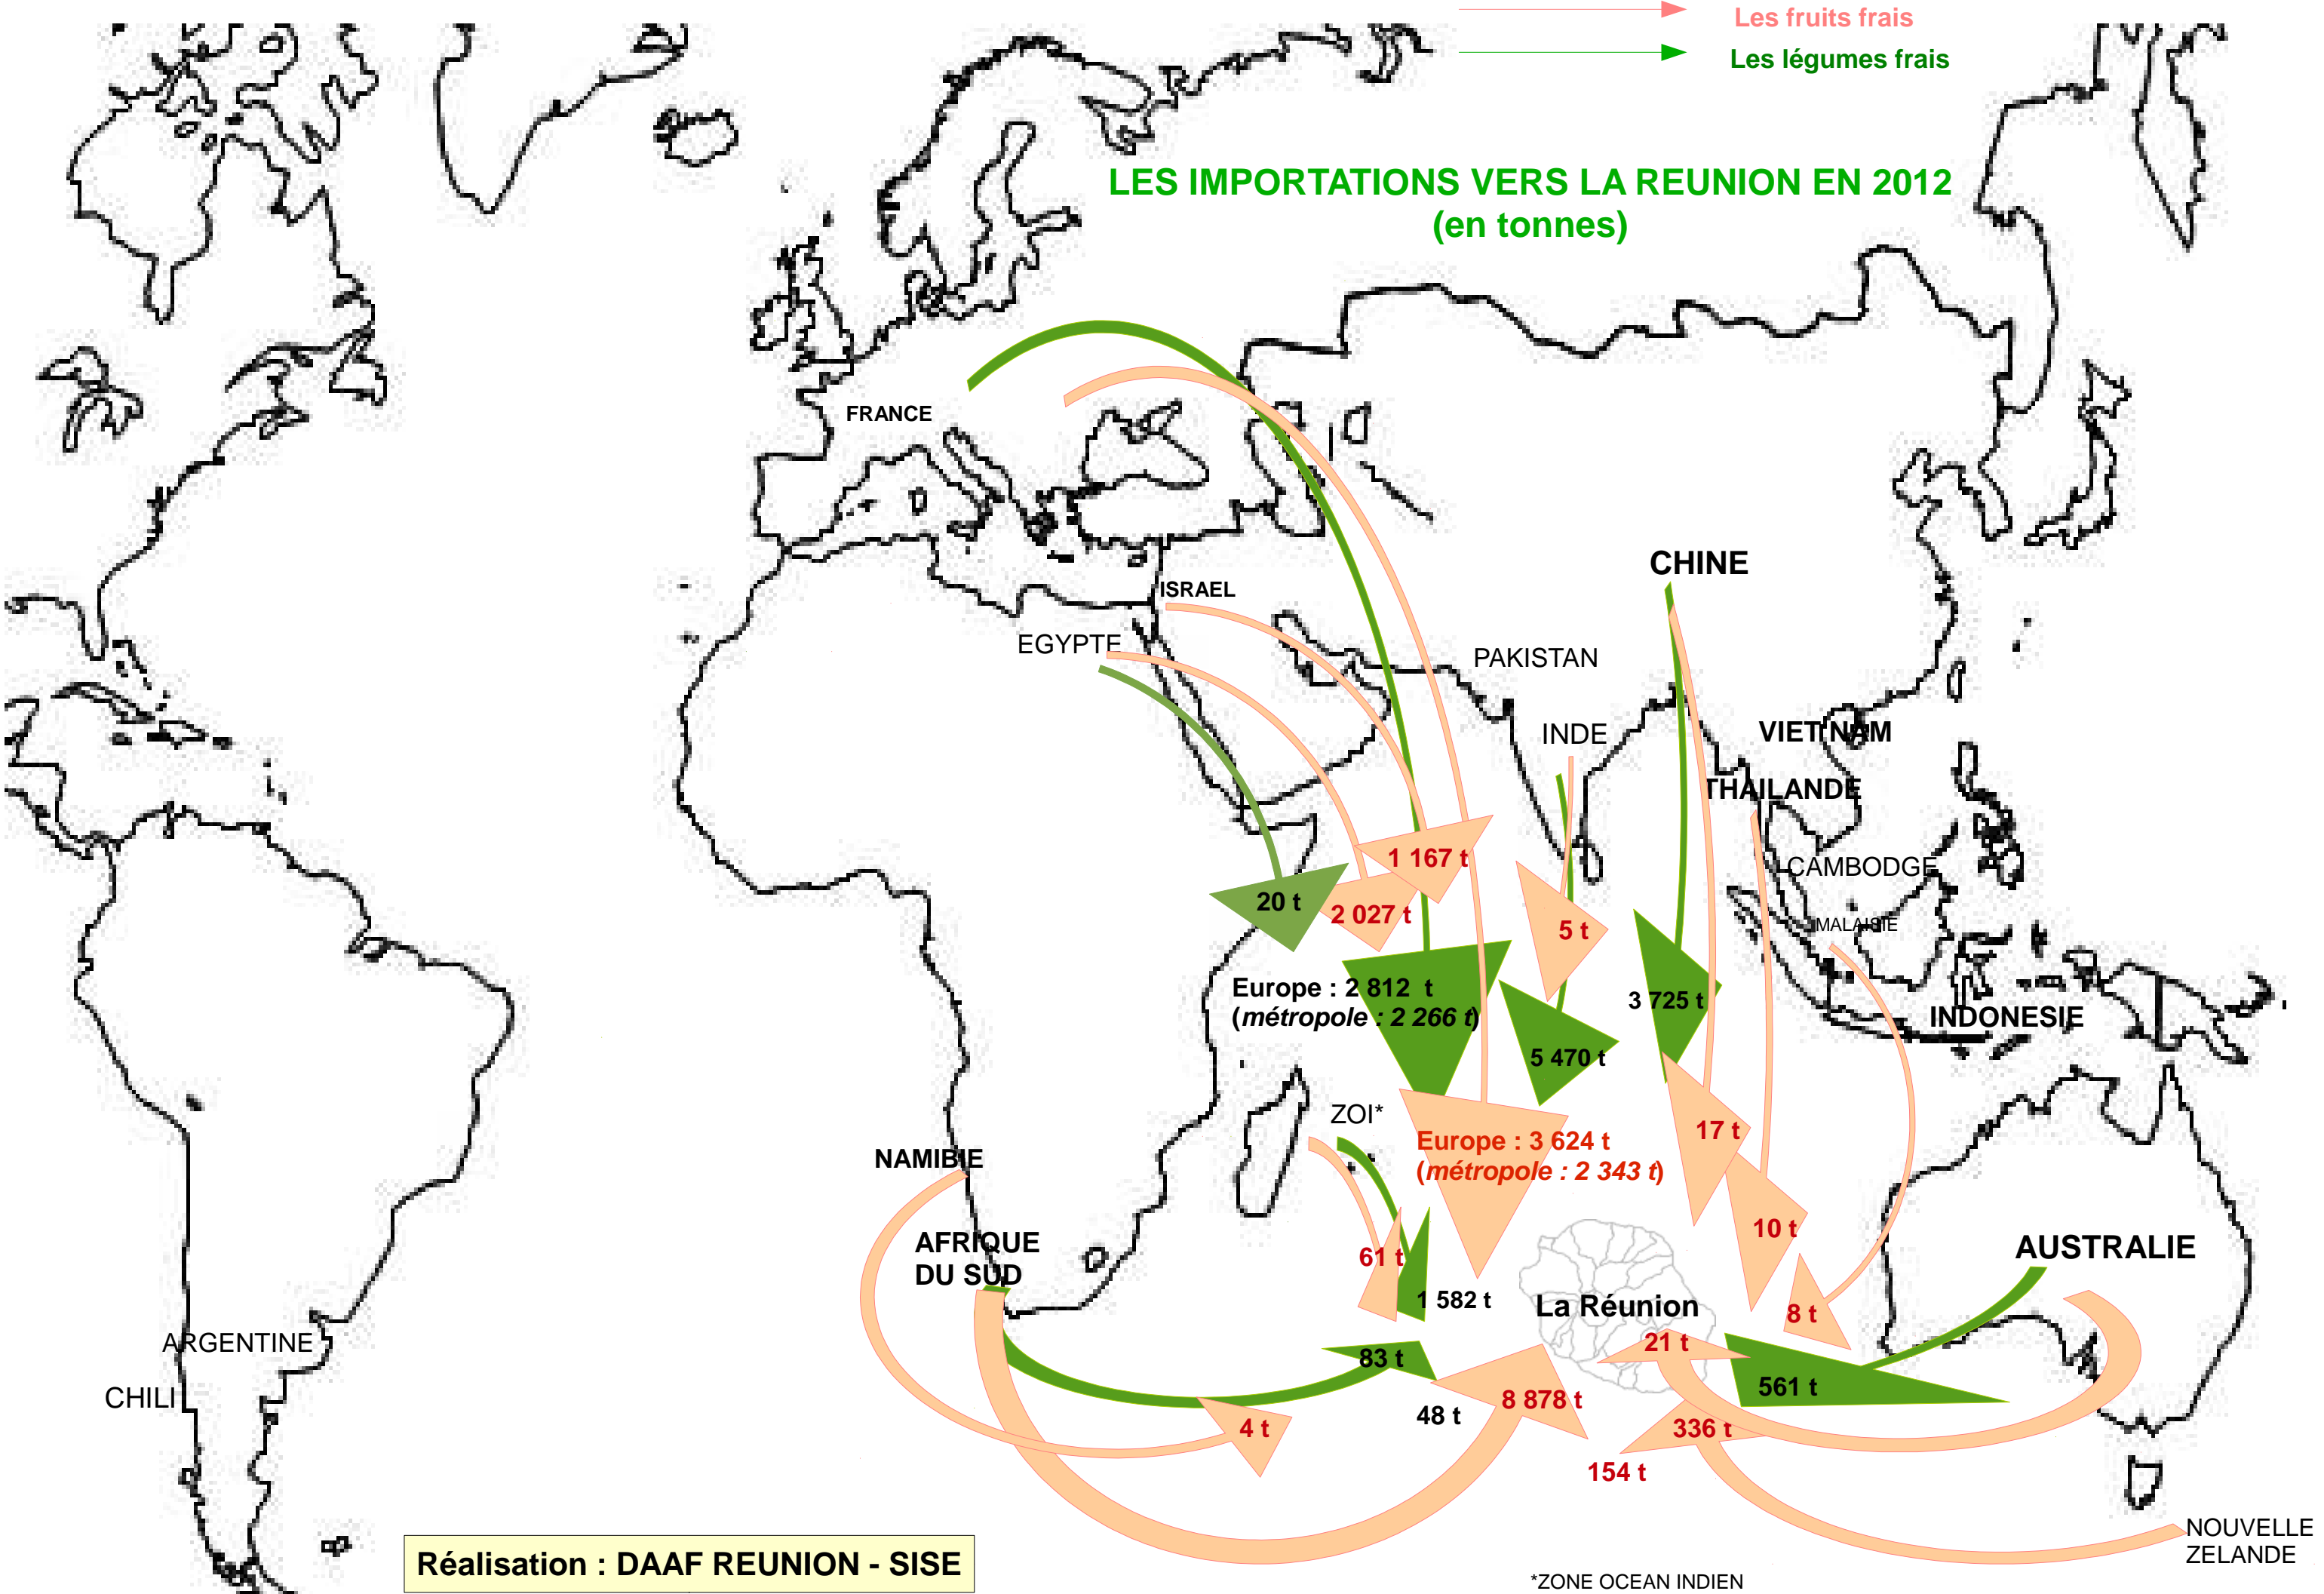 Les fruits frais
Les légumes frais
LES IMPORTATIONS VERS LA REUNION EN 2012
(en tonnes)
FRANCE
CHINE
ISRAEL
EGYPTE
PAKISTAN
INDE
VIET NAM
THAILANDE
CAMBODGE
MALAISIE
INDONESIE
1 167 t
20 t
2 027 t
5 t
Europe : 2 812 t
(métropole : 2 266 t)
3 725 t
5 470 t
ZOI*
Europe : 3 624 t
(métropole : 2 343 t)
17 t
NAMIBIE
AFRIQUE
DU SUD
61 t
10 t
AUSTRALIE
1 582 t
La Réunion
8 t
ARGENTINE
21 t
83 t
CHILI
561 t
8 878 t
48 t
4 t
336 t
154 t
NOUVELLE
ZELANDE
Réalisation : DAAF REUNION - SISE
*ZONE OCEAN INDIEN